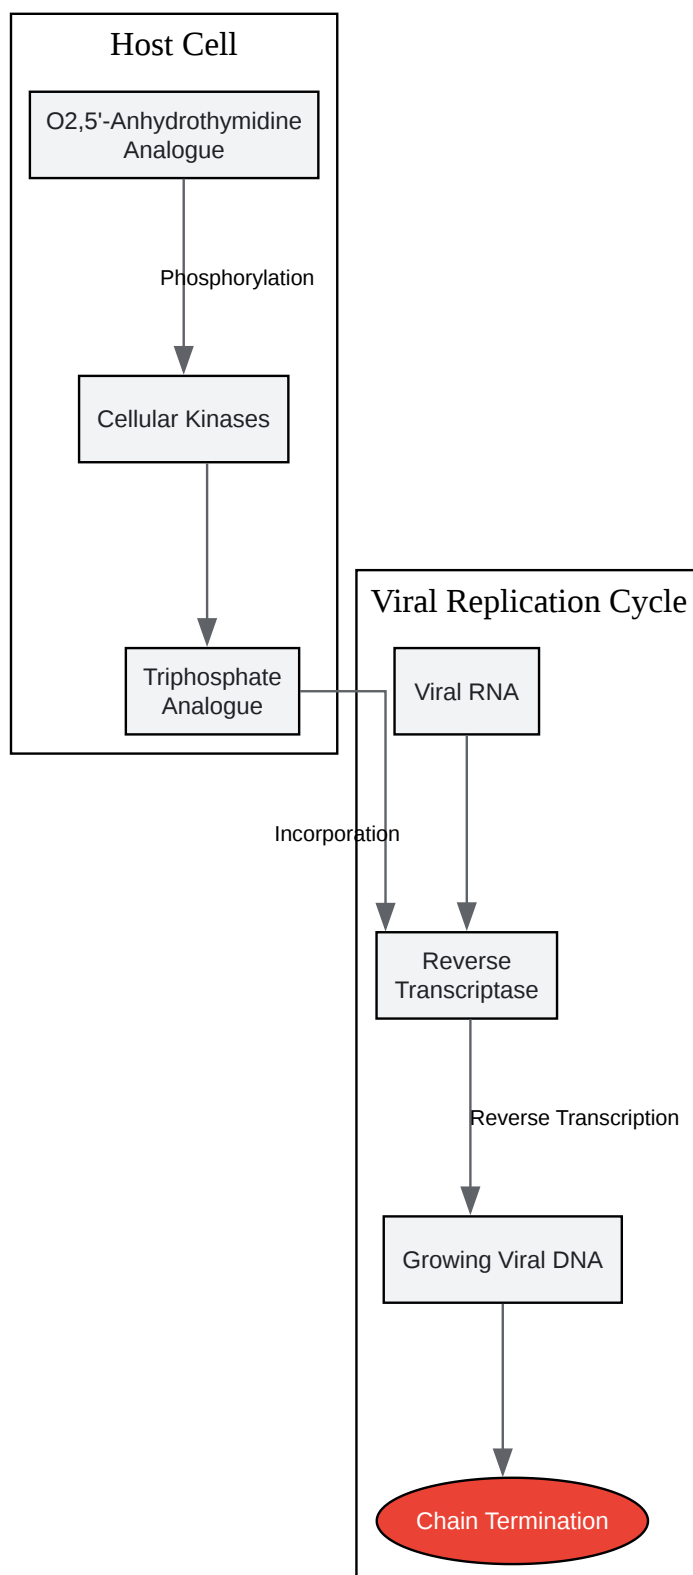 Host Cell
O2,5'-Anhydrothymidine
Analogue
Phosphorylation
Cellular Kinases
Triphosphate
Analogue
Viral Replication Cycle
Viral RNA
Incorporation
Reverse
Transcriptase
Reverse Transcription
Growing Viral DNA
Chain Termination